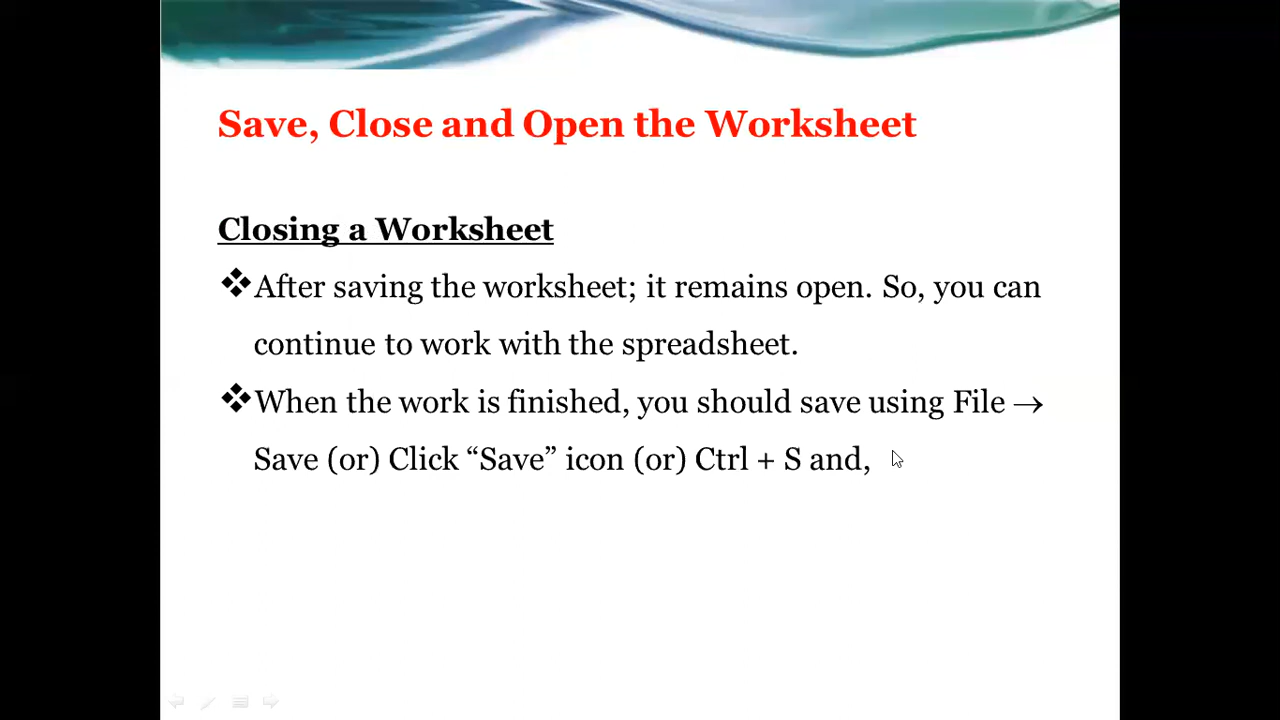 Save, Close and Open the Worksheet
Closing a Worksheet
❖After saving the worksheet; it remains open. So, you can
continue to work with the spreadsheet.
❖When the work is finished, you should save using File →
Save (or) Click “Save” icon (or) Ctrl + S and,